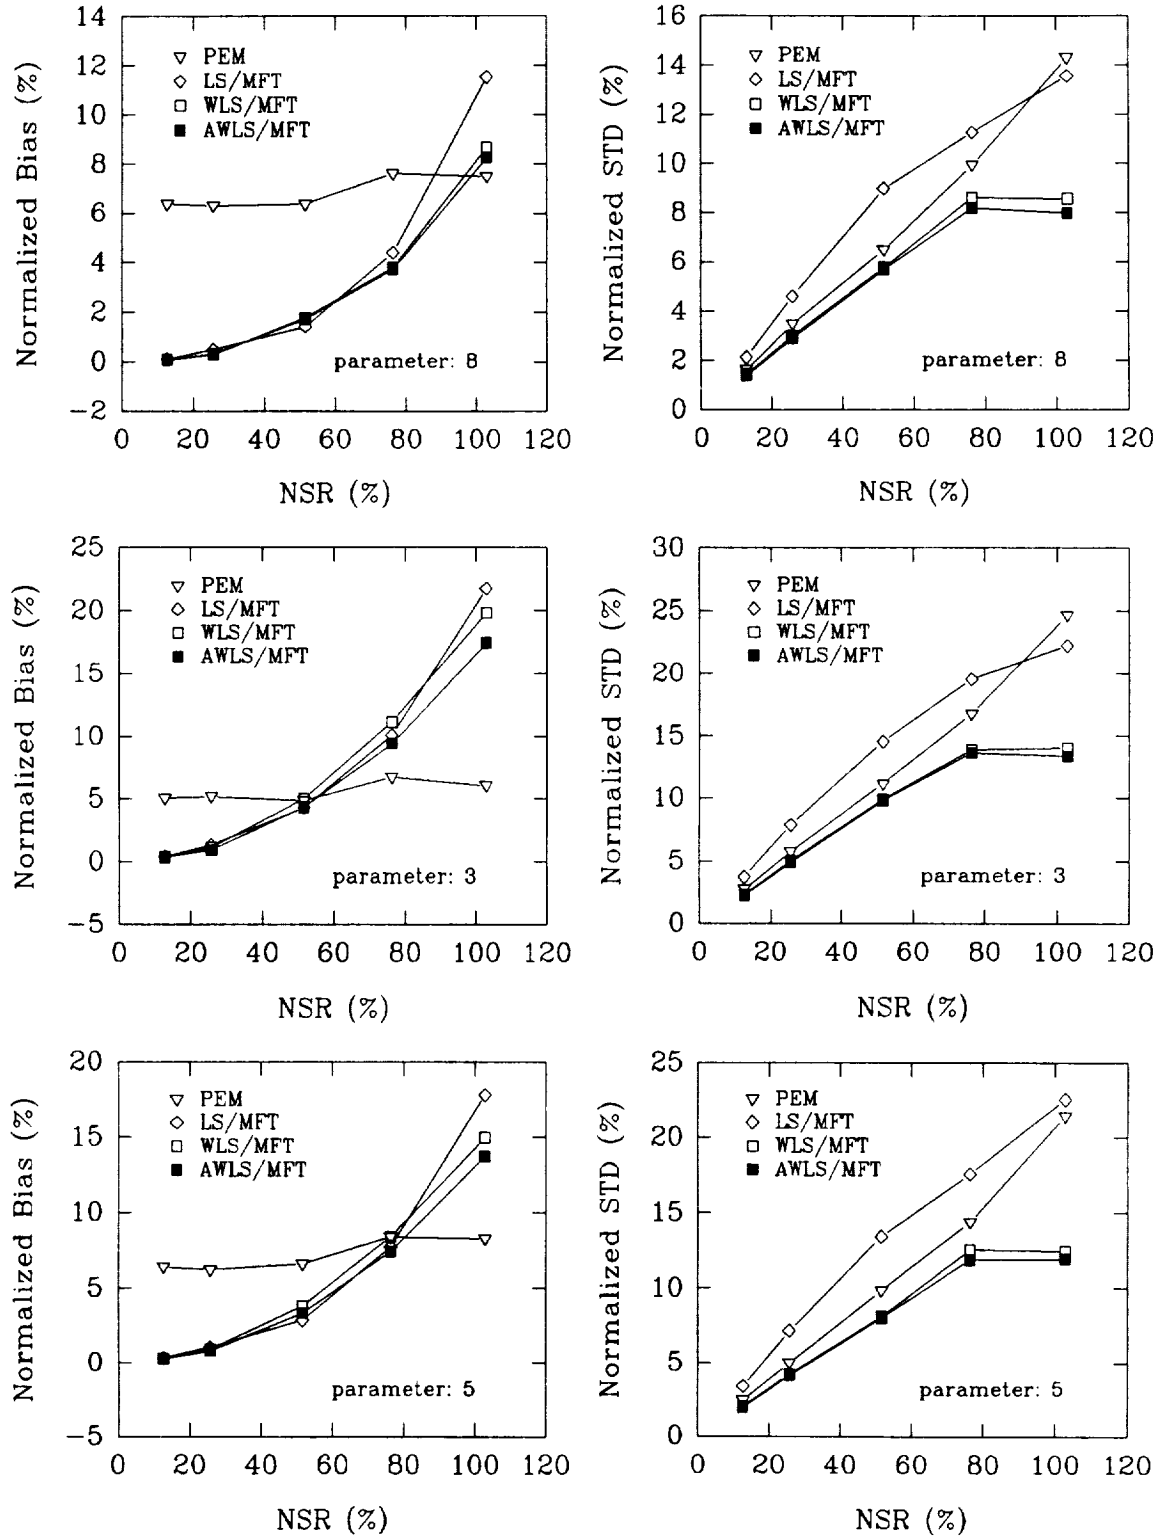 14
12
10
8
6
4
2
0
−2
Normalized Bias (%)
PEM
LS/MFT
WLS/MFT
AWLS/MFT
parameter: 8
0 20 40 60 80 100 120
NSR (%)
16
14
12
10
8
6
4
2
0
Normalized STD (%)
PEM
LS/MFT
WLS/MFT
AWLS/MFT
parameter: 8
0 20 40 60 80 100 120
NSR (%)
25
20
15
10
5
0
−5
Normalized Bias (%)
PEM
LS/MFT
WLS/MFT
AWLS/MFT
parameter: 3
0 20 40 60 80 100 120
NSR (%)
30
25
20
15
10
5
0
Normalized STD (%)
PEM
LS/MFT
WLS/MFT
AWLS/MFT
parameter: 3
0 20 40 60 80 100 120
NSR (%)
20
15
10
5
0
−5
Normalized Bias (%)
PEM
LS/MFT
WLS/MFT
AWLS/MFT
parameter: 5
0 20 40 60 80 100 120
NSR (%)
25
20
15
10
5
0
Normalized STD (%)
PEM
LS/MFT
WLS/MFT
AWLS/MFT
parameter: 5
0 20 40 60 80 100 120
NSR (%)